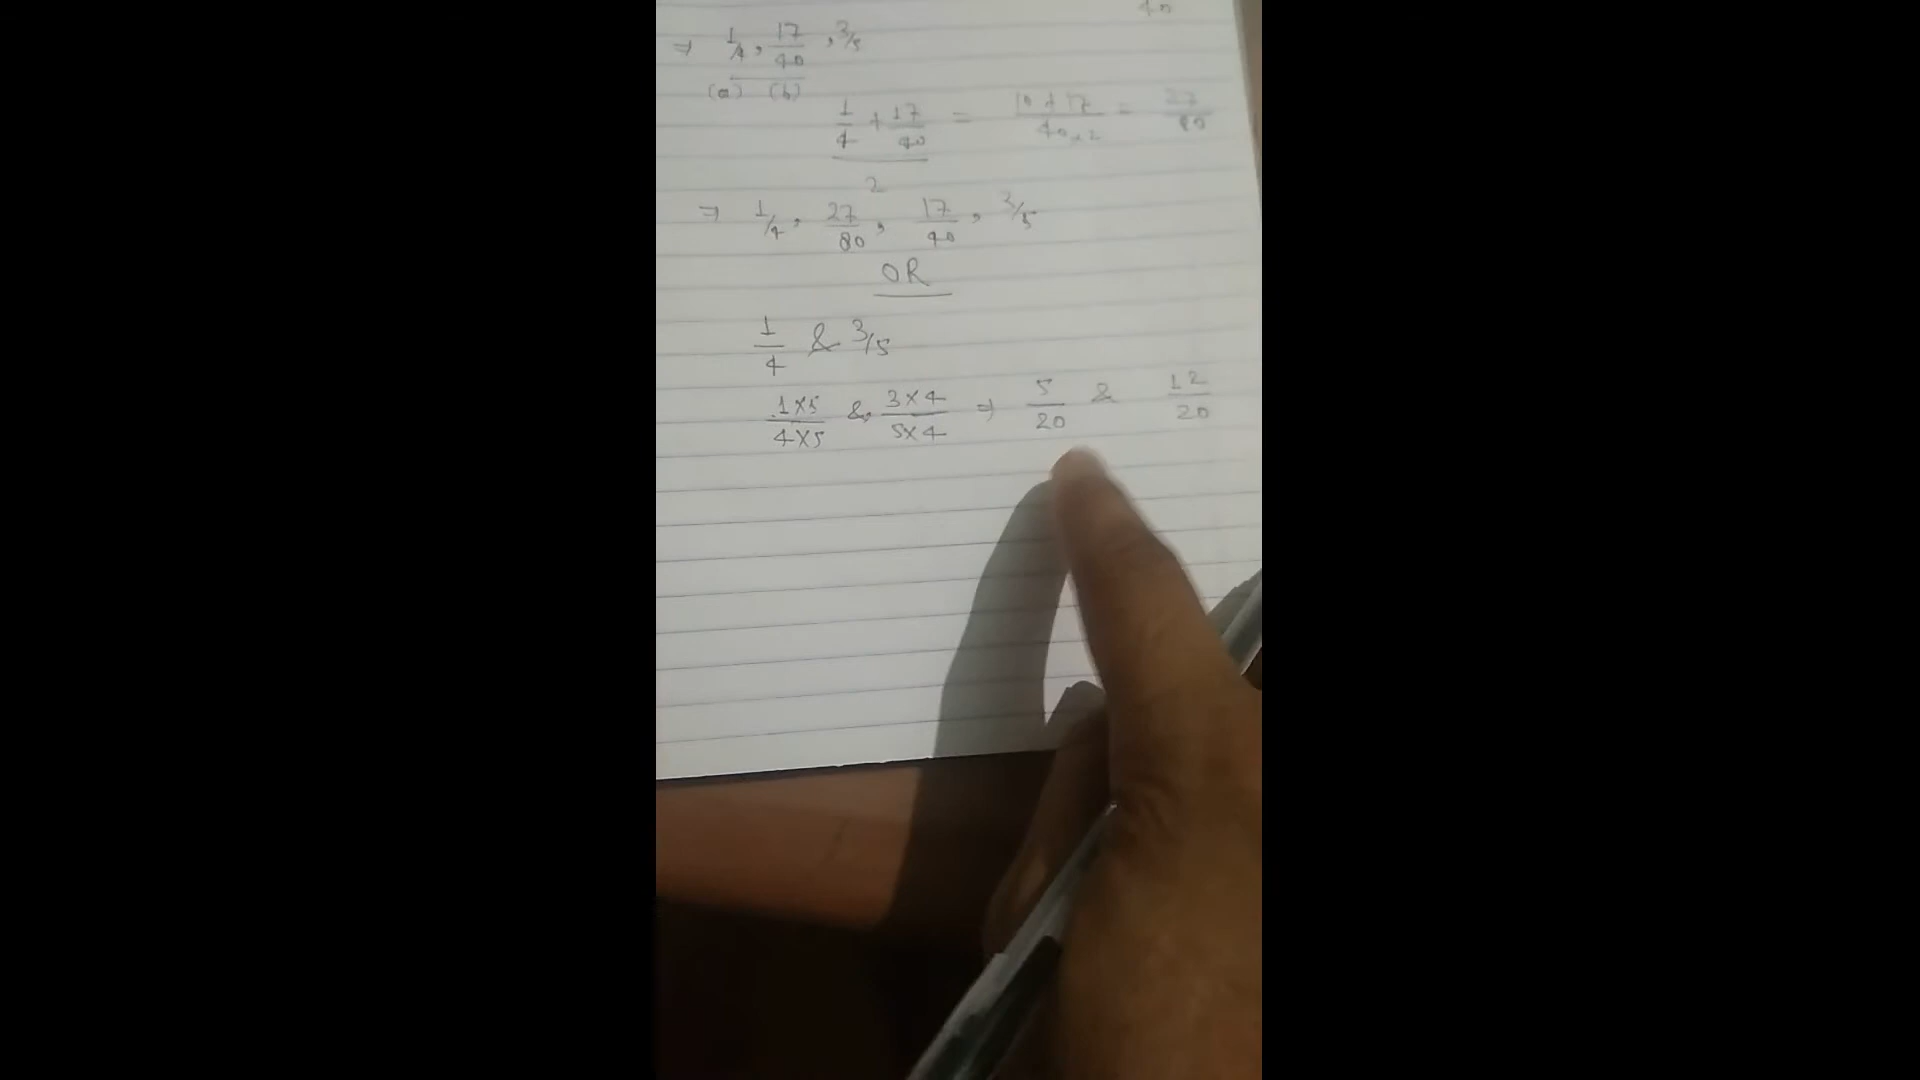 40
⇒ 1/4, 17/40, 3/5
(a) (b)
1/4 + 17/40 = 10+17/40×2 = 27/80
2
⇒ 1/4, 27/80, 17/40, 3/5
OR
1/4 & 3/5
1×5/4×5 & 3×4/5×4 ⇒ 5/20 & 12/20